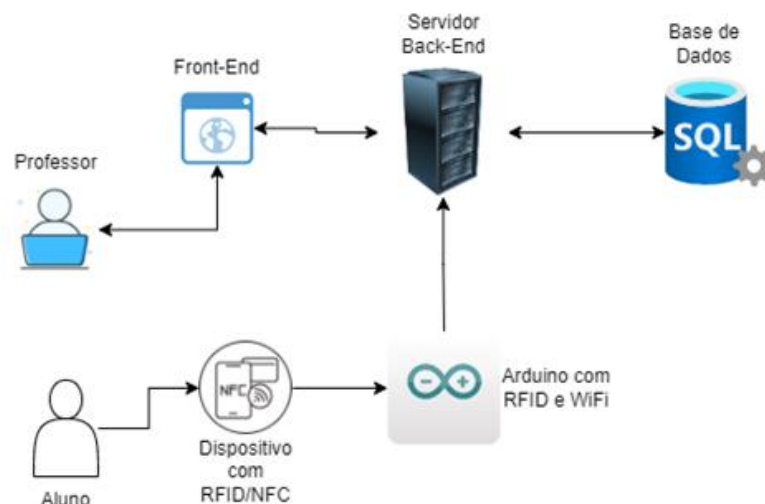 Servidor
Back-End
Base de
Dados
Front-End
SQL
Professor
NFC
Arduino com
RFID e WiFi
Dispositivo
com
RFID/NFC
Aluno